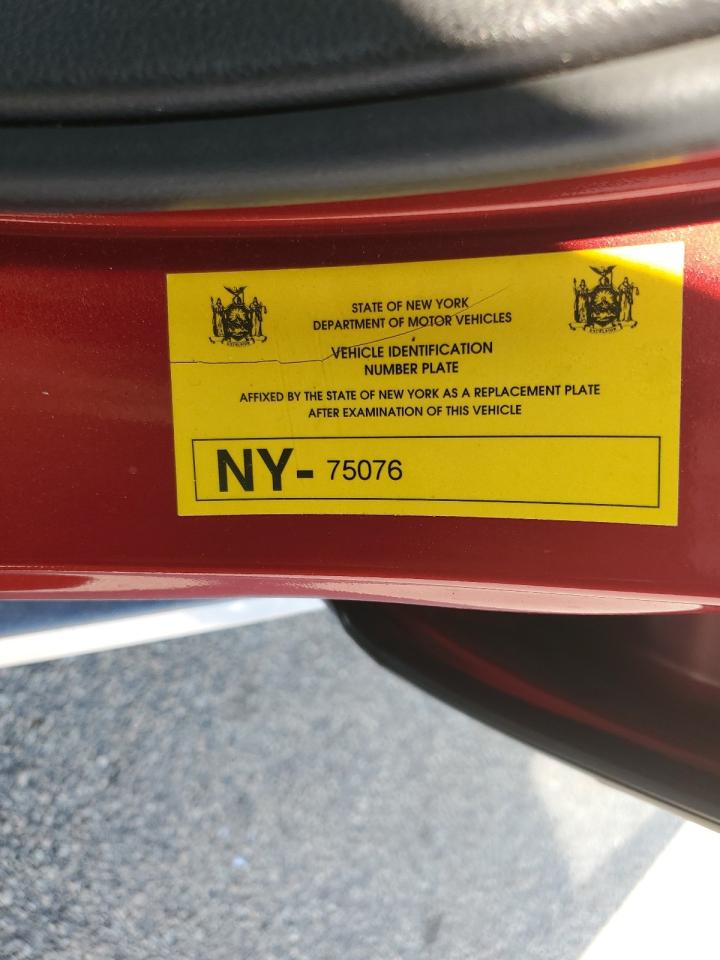 STATE OF NEW YORK
DEPARTMENT OF MOTOR VEHICLES
VEHICLE IDENTIFICATION
NUMBER PLATE
AFFIXED BY THE STATE OF NEW YORK AS A REPLACEMENT PLATE
AFTER EXAMINATION OF THIS VEHICLE
NY- 75076